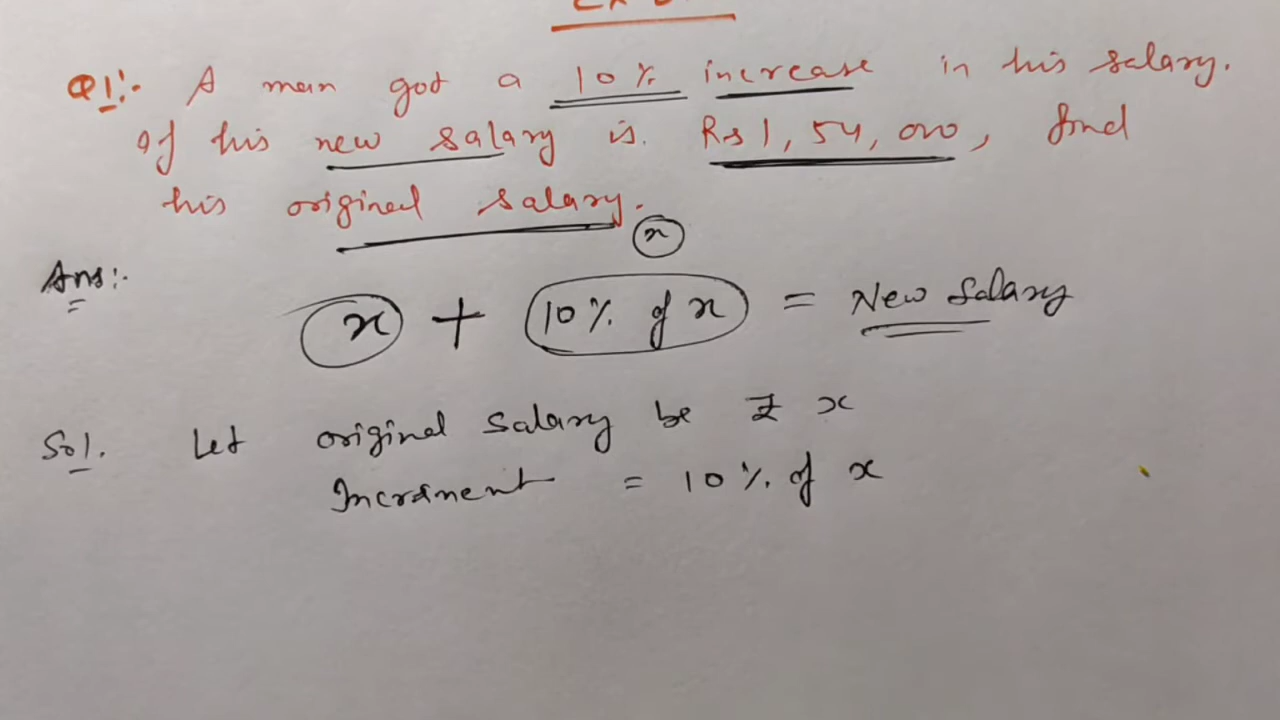 Q1:- A man got a 10% increase in his salary.
If his new salary is Rs 1,54,000, find
his original salary.
x
Ans:-
x + 10% of x = New Salary
Sol. Let original salary be ₹ x
Increment = 10% of x